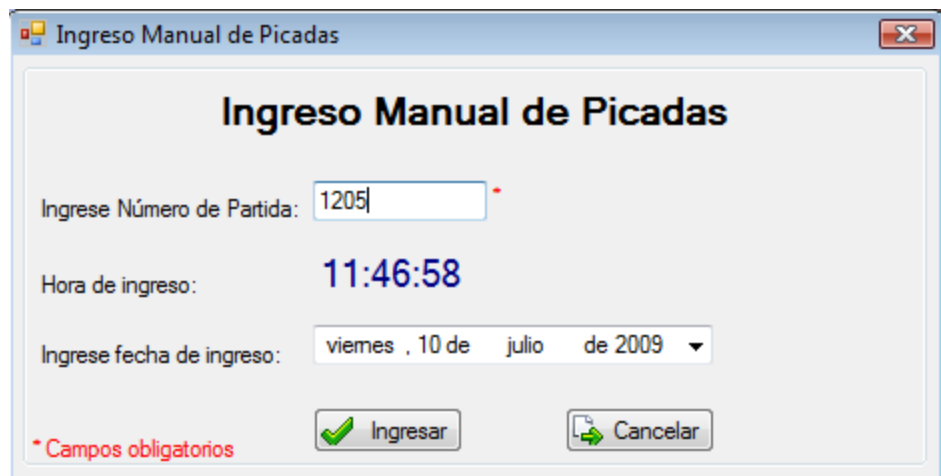 Ingreso Manual de Picadas
Ingreso Manual de Picadas
Ingrese Número de Partida: 1205 *
Hora de ingreso: 11:46:58
Ingrese fecha de ingreso: viernes , 10 de julio de 2009
Ingresar Cancelar
* Campos obligatorios